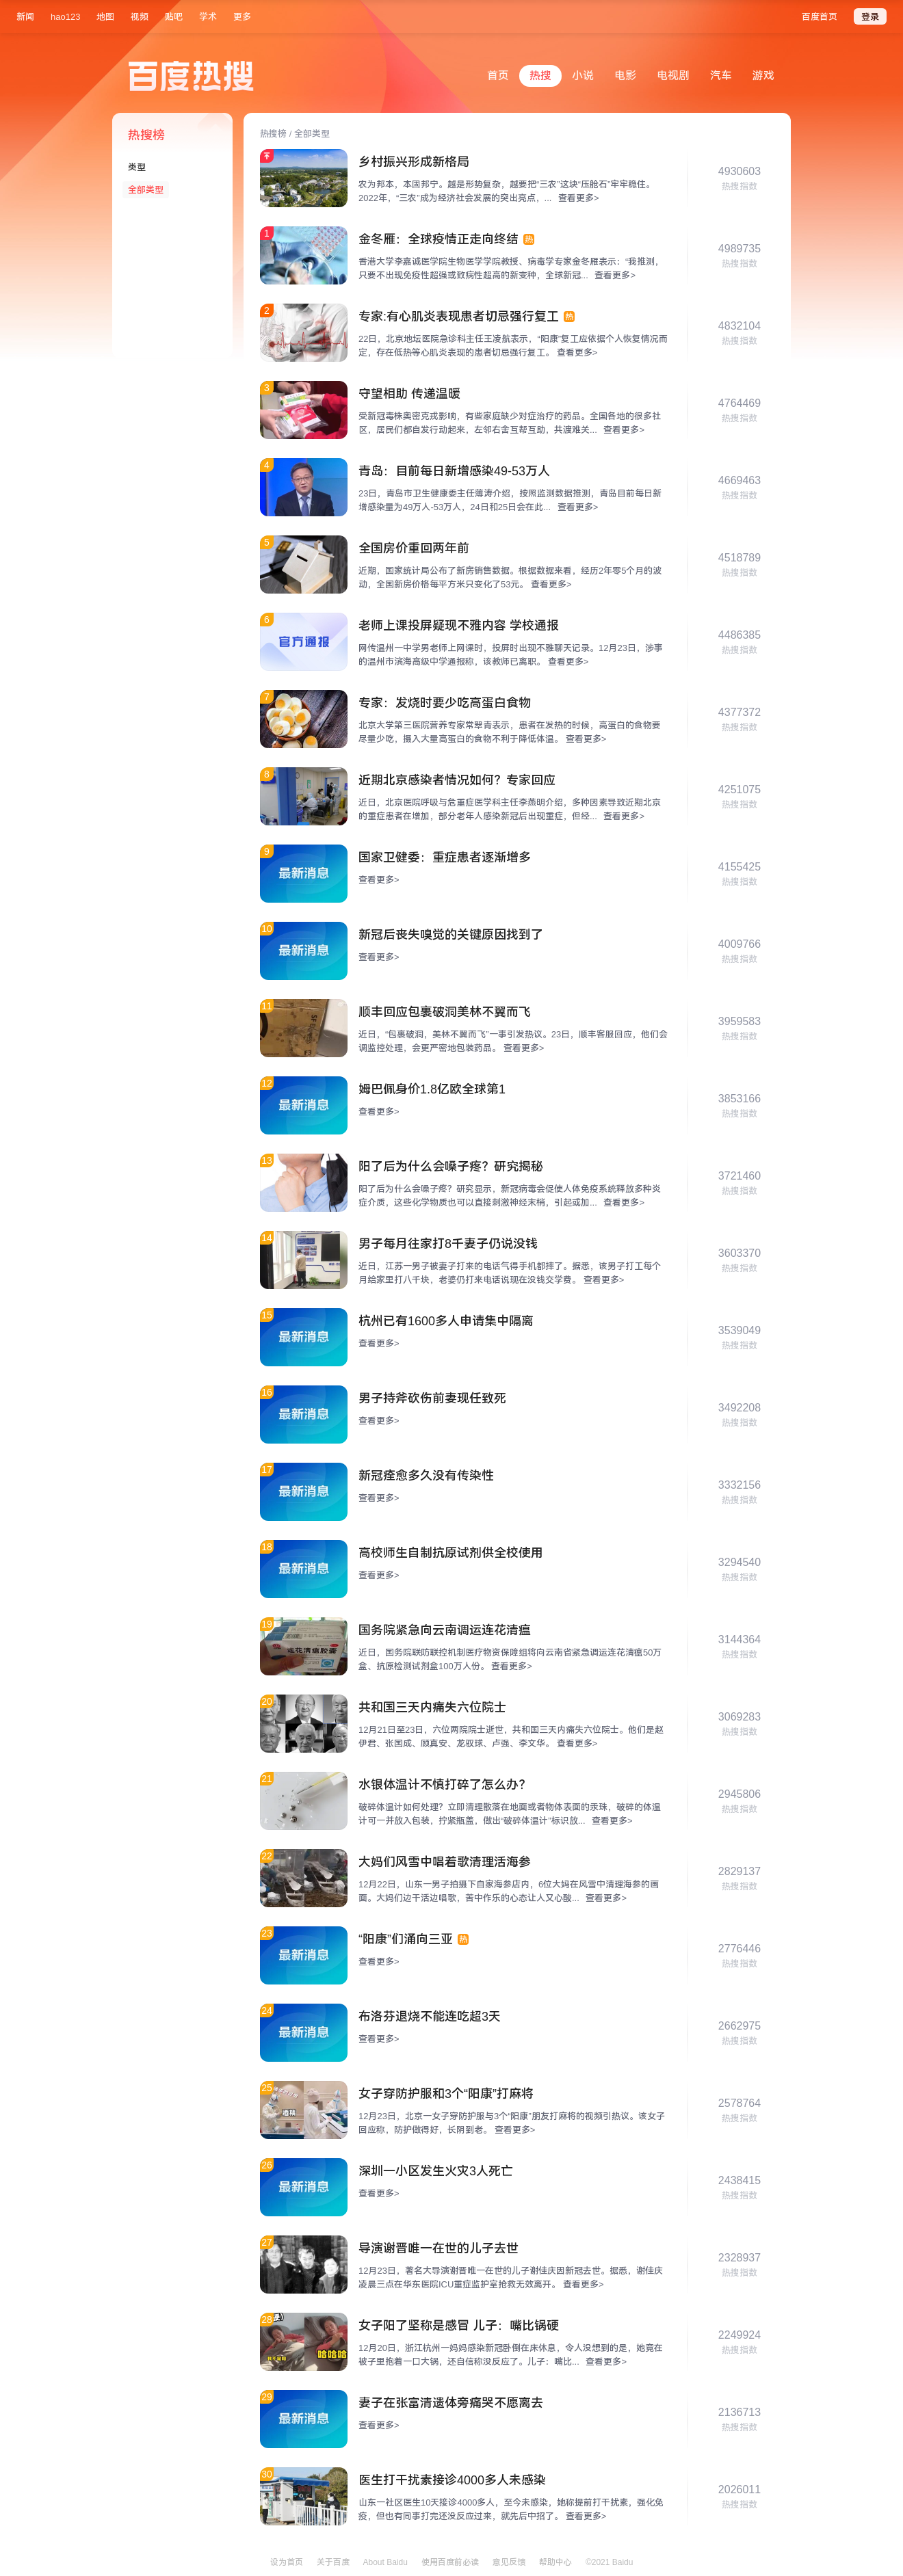 新闻 hao123 地图 视频 贴吧 学术 更多 百度首页 登录
百度热搜
首页 热搜 小说 电影 电视剧 汽车 游戏
热搜榜
类型
全部类型
热搜榜 / 全部类型
乡村振兴形成新格局
农为邦本，本固邦宁。越是形势复杂，越要把“三农”这块“压舱石”牢牢稳住。
2022年，“三农”成为经济社会发展的突出亮点，... 查看更多>
4930603
热搜指数
1
金冬雁：全球疫情正走向终结 热
香港大学李嘉诚医学院生物医学学院教授、病毒学专家金冬雁表示：“我推测，
只要不出现免疫性超强或致病性超高的新变种，全球新冠... 查看更多>
4989735
热搜指数
2
专家:有心肌炎表现患者切忌强行复工 热
22日，北京地坛医院急诊科主任王凌航表示，“阳康”复工应依据个人恢复情况而
定，存在低热等心肌炎表现的患者切忌强行复工。 查看更多>
4832104
热搜指数
3
守望相助 传递温暖
受新冠毒株奥密克戎影响，有些家庭缺少对症治疗的药品。全国各地的很多社
区，居民们都自发行动起来，左邻右舍互帮互助，共渡难关... 查看更多>
4764469
热搜指数
4
青岛：目前每日新增感染49-53万人
23日，青岛市卫生健康委主任薄涛介绍，按照监测数据推测，青岛目前每日新
增感染量为49万人-53万人，24日和25日会在此... 查看更多>
4669463
热搜指数
5
全国房价重回两年前
近期，国家统计局公布了新房销售数据。根据数据来看，经历2年零5个月的波
动，全国新房价格每平方米只变化了53元。 查看更多>
4518789
热搜指数
6
官方通报
老师上课投屏疑现不雅内容 学校通报
网传温州一中学男老师上网课时，投屏时出现不雅聊天记录。12月23日，涉事
的温州市滨海高级中学通报称，该教师已离职。 查看更多>
4486385
热搜指数
7
专家：发烧时要少吃高蛋白食物
北京大学第三医院营养专家常翠青表示，患者在发热的时候，高蛋白的食物要
尽量少吃，摄入大量高蛋白的食物不利于降低体温。 查看更多>
4377372
热搜指数
8
近期北京感染者情况如何？专家回应
近日，北京医院呼吸与危重症医学科主任李燕明介绍，多种因素导致近期北京
的重症患者在增加，部分老年人感染新冠后出现重症，但经... 查看更多>
4251075
热搜指数
9
最新消息
国家卫健委：重症患者逐渐增多
查看更多>
4155425
热搜指数
10
最新消息
新冠后丧失嗅觉的关键原因找到了
查看更多>
4009766
热搜指数
11
顺丰回应包裹破洞美林不翼而飞
近日，“包裹破洞，美林不翼而飞”一事引发热议。23日，顺丰客服回应，他们会
调监控处理，会更严密地包装药品。 查看更多>
3959583
热搜指数
12
最新消息
姆巴佩身价1.8亿欧全球第1
查看更多>
3853166
热搜指数
13
阳了后为什么会嗓子疼？研究揭秘
阳了后为什么会嗓子疼？研究显示，新冠病毒会促使人体免疫系统释放多种炎
症介质，这些化学物质也可以直接刺激神经末梢，引起或加... 查看更多>
3721460
热搜指数
14
男子每月往家打8千妻子仍说没钱
近日，江苏一男子被妻子打来的电话气得手机都摔了。据悉，该男子打工每个
月给家里打八千块，老婆仍打来电话说现在没钱交学费。 查看更多>
3603370
热搜指数
15
最新消息
杭州已有1600多人申请集中隔离
查看更多>
3539049
热搜指数
16
最新消息
男子持斧砍伤前妻现任致死
查看更多>
3492208
热搜指数
17
最新消息
新冠痊愈多久没有传染性
查看更多>
3332156
热搜指数
18
最新消息
高校师生自制抗原试剂供全校使用
查看更多>
3294540
热搜指数
19
国务院紧急向云南调运连花清瘟
近日，国务院联防联控机制医疗物资保障组将向云南省紧急调运连花清瘟50万
盒、抗原检测试剂盒100万人份。 查看更多>
3144364
热搜指数
20
共和国三天内痛失六位院士
12月21日至23日，六位两院院士逝世，共和国三天内痛失六位院士。他们是赵
伊君、张国成、顾真安、龙驭球、卢强、李文华。 查看更多>
3069283
热搜指数
21
水银体温计不慎打碎了怎么办？
破碎体温计如何处理？立即清理散落在地面或者物体表面的汞珠，破碎的体温
计可一并放入包装，拧紧瓶盖，做出“破碎体温计”标识放... 查看更多>
2945806
热搜指数
22
大妈们风雪中唱着歌清理活海参
12月22日，山东一男子拍摄下自家海参店内，6位大妈在风雪中清理海参的画
面。大妈们边干活边唱歌，苦中作乐的心态让人又心酸... 查看更多>
2829137
热搜指数
23
最新消息
“阳康”们涌向三亚 热
查看更多>
2776446
热搜指数
24
最新消息
布洛芬退烧不能连吃超3天
查看更多>
2662975
热搜指数
25
女子穿防护服和3个“阳康”打麻将
12月23日，北京一女子穿防护服与3个“阳康”朋友打麻将的视频引热议。该女子
回应称，防护做得好，长阴到老。 查看更多>
2578764
热搜指数
26
最新消息
深圳一小区发生火灾3人死亡
查看更多>
2438415
热搜指数
27
导演谢晋唯一在世的儿子去世
12月23日，著名大导演谢晋唯一在世的儿子谢佳庆因新冠去世。据悉，谢佳庆
凌晨三点在华东医院ICU重症监护室抢救无效离开。 查看更多>
2328937
热搜指数
28
哈哈哈
女子阳了坚称是感冒 儿子：嘴比锅硬
12月20日，浙江杭州一妈妈感染新冠卧倒在床休息，令人没想到的是，她竟在
被子里抱着一口大锅，还自信称没反应了。儿子：嘴比... 查看更多>
2249924
热搜指数
29
最新消息
妻子在张富清遗体旁痛哭不愿离去
查看更多>
2136713
热搜指数
30
医生打干扰素接诊4000多人未感染
山东一社区医生10天接诊4000多人，至今未感染，她称提前打干扰素，强化免
疫，但也有同事打完还没反应过来，就先后中招了。 查看更多>
2026011
热搜指数
设为首页 关于百度 About Baidu 使用百度前必读 意见反馈 帮助中心 ©2021 Baidu